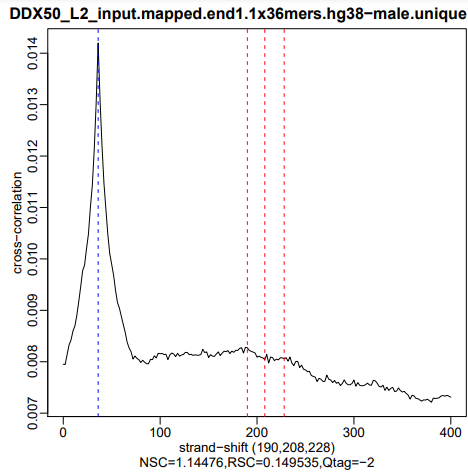 DDX50_L2_input.mapped.end1.1x36mers.hg38−male.unique
0.014
0.013
0.012
0.011
0.010
0.009
0.008
0.007
cross−correlation
0 100 200 300 400
strand−shift (190,208,228)
NSC=1.14476,RSC=0.149535,Qtag=−2